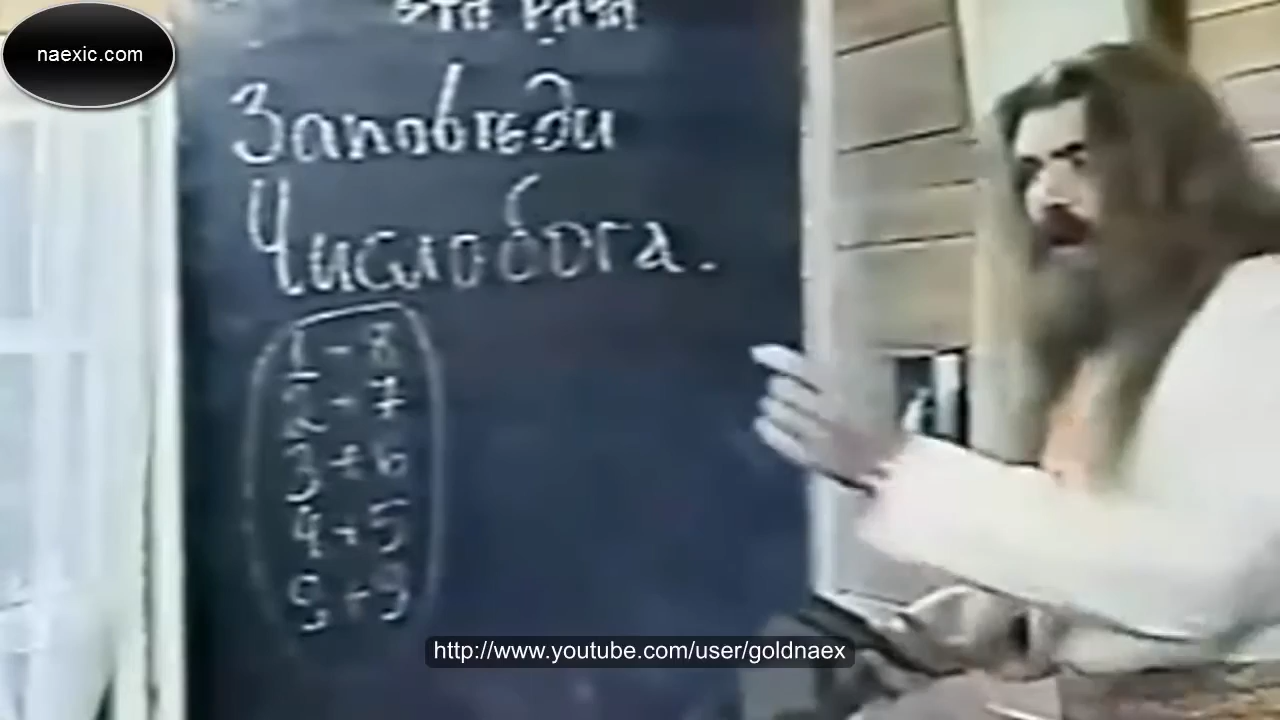 naexic.com
Заповѣди
Числобога.
1 - 8
2 - 7
3 + 6
4 + 5
9 + 9
http://www.youtube.com/user/goldnaex